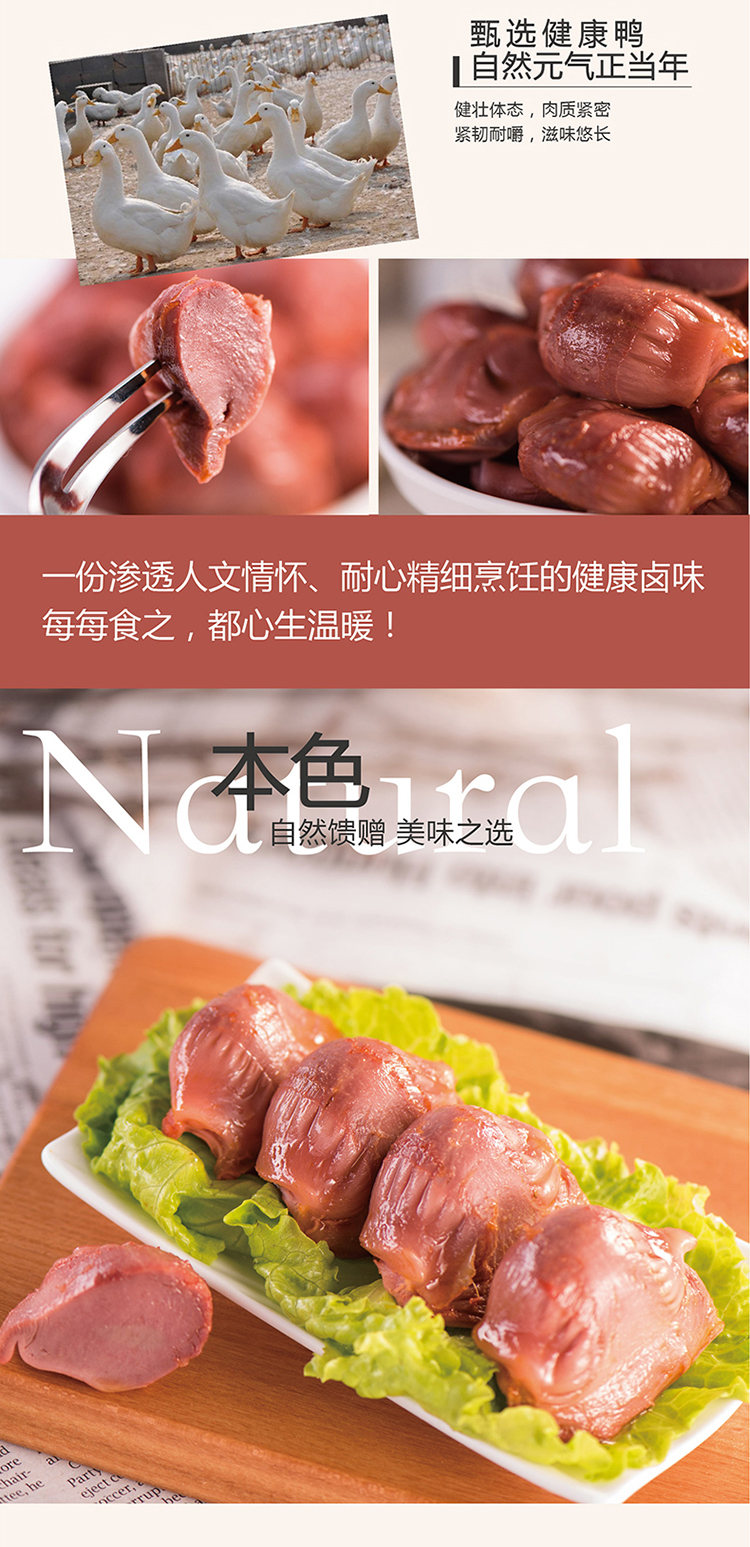 甄选健康鸭
自然元气正当年
健壮体态，肉质紧密
紧韧耐嚼，滋味悠长
一份渗透人文情怀、耐心精细烹饪的健康卤味
每每食之，都心生温暖！
Natural
本色
自然馈赠 美味之选